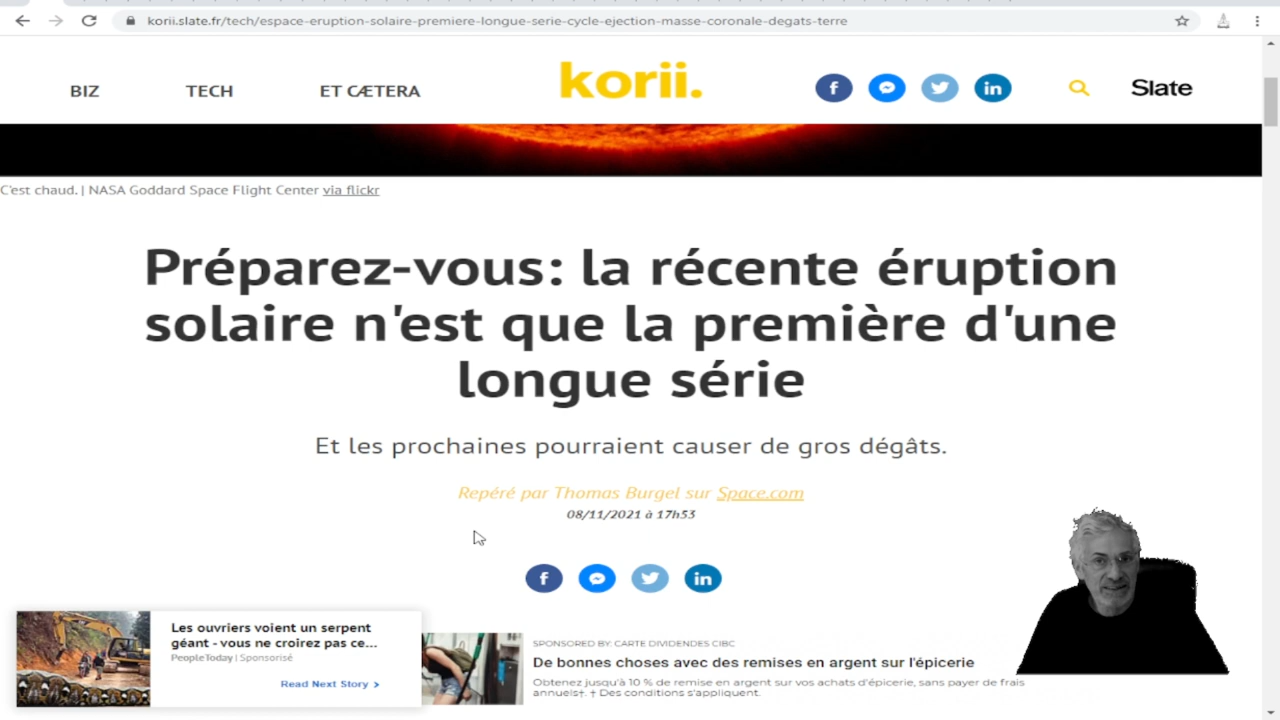 korii.slate.fr/tech/espace-eruption-solaire-premiere-longue-serie-cycle-ejection-masse-coronale-degats-terre
BIZ TECH ET CÆTERA korii. Slate
C'est chaud. | NASA Goddard Space Flight Center via flickr
Préparez-vous: la récente éruption
solaire n'est que la première d'une
longue série
Et les prochaines pourraient causer de gros dégâts.
Repéré par Thomas Burgel sur Space.com
08/11/2021 à 17h53
Les ouvriers voient un serpent
géant - vous ne croirez pas ce...
PeopleToday | Sponsorisé
Read Next Story >
SPONSORED BY: CARTE DIVIDENDES CIBC
De bonnes choses avec des remises en argent sur l'épicerie
Obtenez jusqu'à 10 % de remise en argent sur vos achats d'épicerie, sans payer de frais
annuels†. † Des conditions s'appliquent.